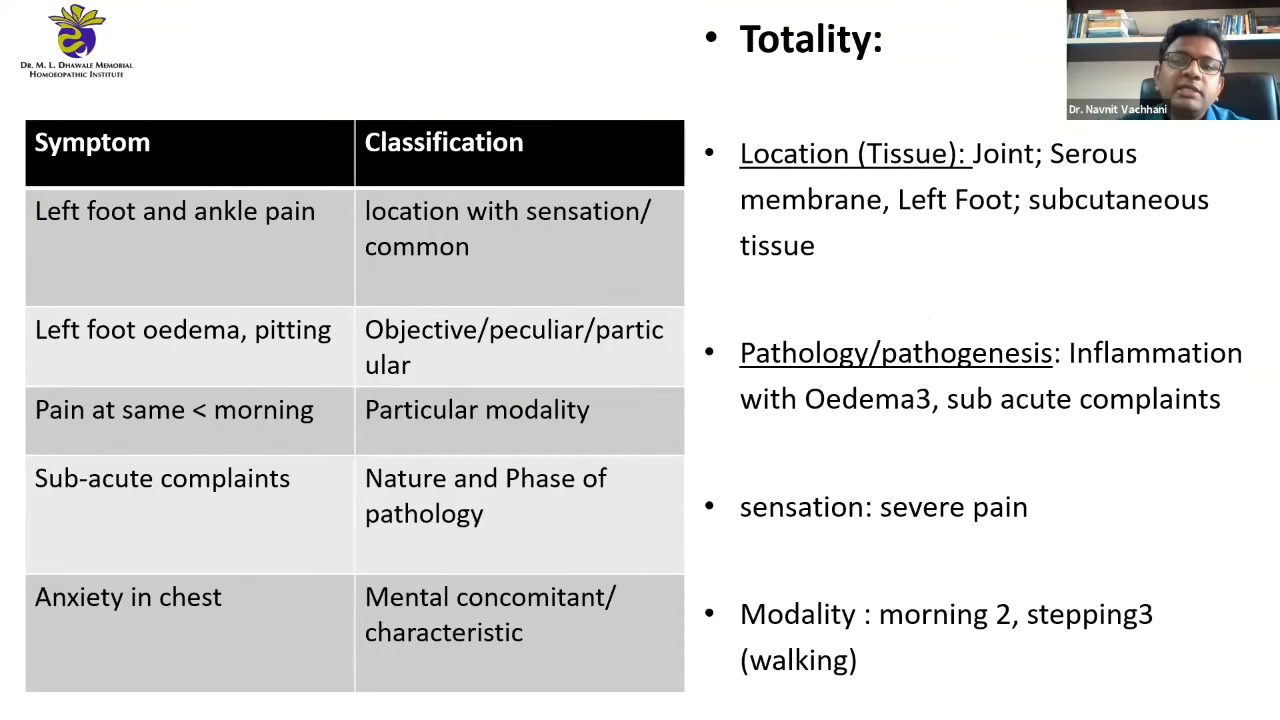 DR. M. L. DHAWALE MEMORIAL
HOMOEOPATHIC INSTITUTE
Symptom Classification
Left foot and ankle pain location with sensation/
common
Left foot oedema, pitting Objective/peculiar/partic
ular
Pain at same < morning Particular modality
Sub-acute complaints Nature and Phase of
pathology
Anxiety in chest Mental concomitant/
characteristic
• Totality:
Dr. Navnit Vachhani
• Location (Tissue): Joint; Serous
membrane, Left Foot; subcutaneous
tissue
• Pathology/pathogenesis: Inflammation
with Oedema3, sub acute complaints
• sensation: severe pain
• Modality : morning 2, stepping3
(walking)